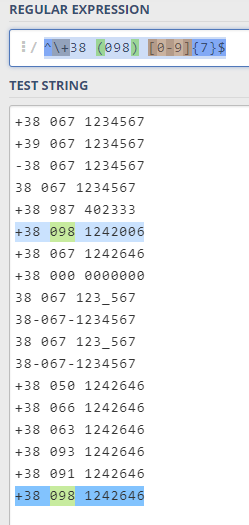 REGULAR EXPRESSION
/ ^\+38 (098) [0-9]{7}$
TEST STRING
+38 067 1234567
+39 067 1234567
-38 067 1234567
38 067 1234567
+38 987 402333
+38 098 1242006
+38 067 1242646
+38 000 0000000
38 067 123_567
38-067-1234567
38 067 123_567
38-067-1234567
+38 050 1242646
+38 066 1242646
+38 063 1242646
+38 093 1242646
+38 091 1242646
+38 098 1242646